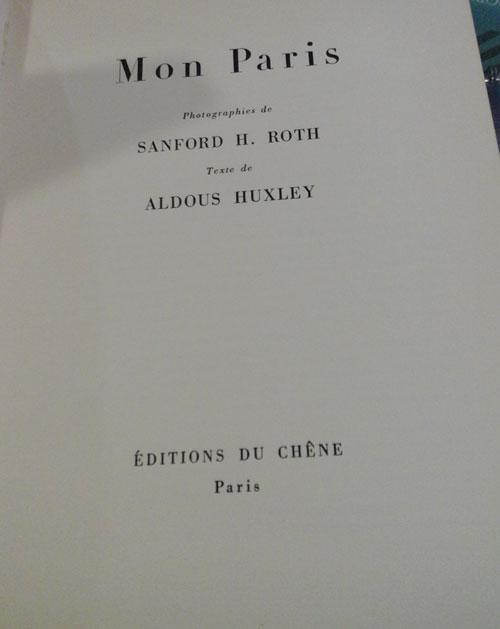 Mon Paris
Photographies de
SANFORD H. ROTH
Texte de
ALDOUS HUXLEY
ÉDITIONS DU CHÊNE
Paris